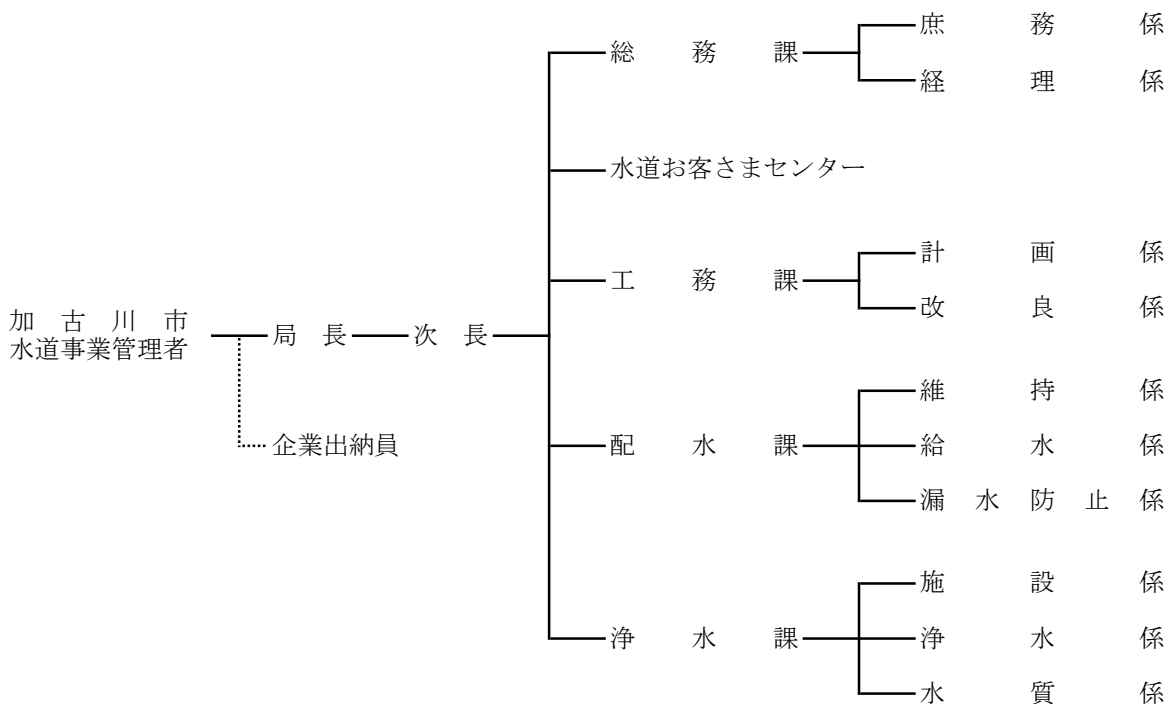 庶務係
総務課
経理係
水道お客さまセンター
計画係
工務課
改良係
加古川市
水道事業管理者
局長
次長
維持係
企業出納員
配水課
給水係
漏水防止係
施設係
浄水課
浄水係
水質係